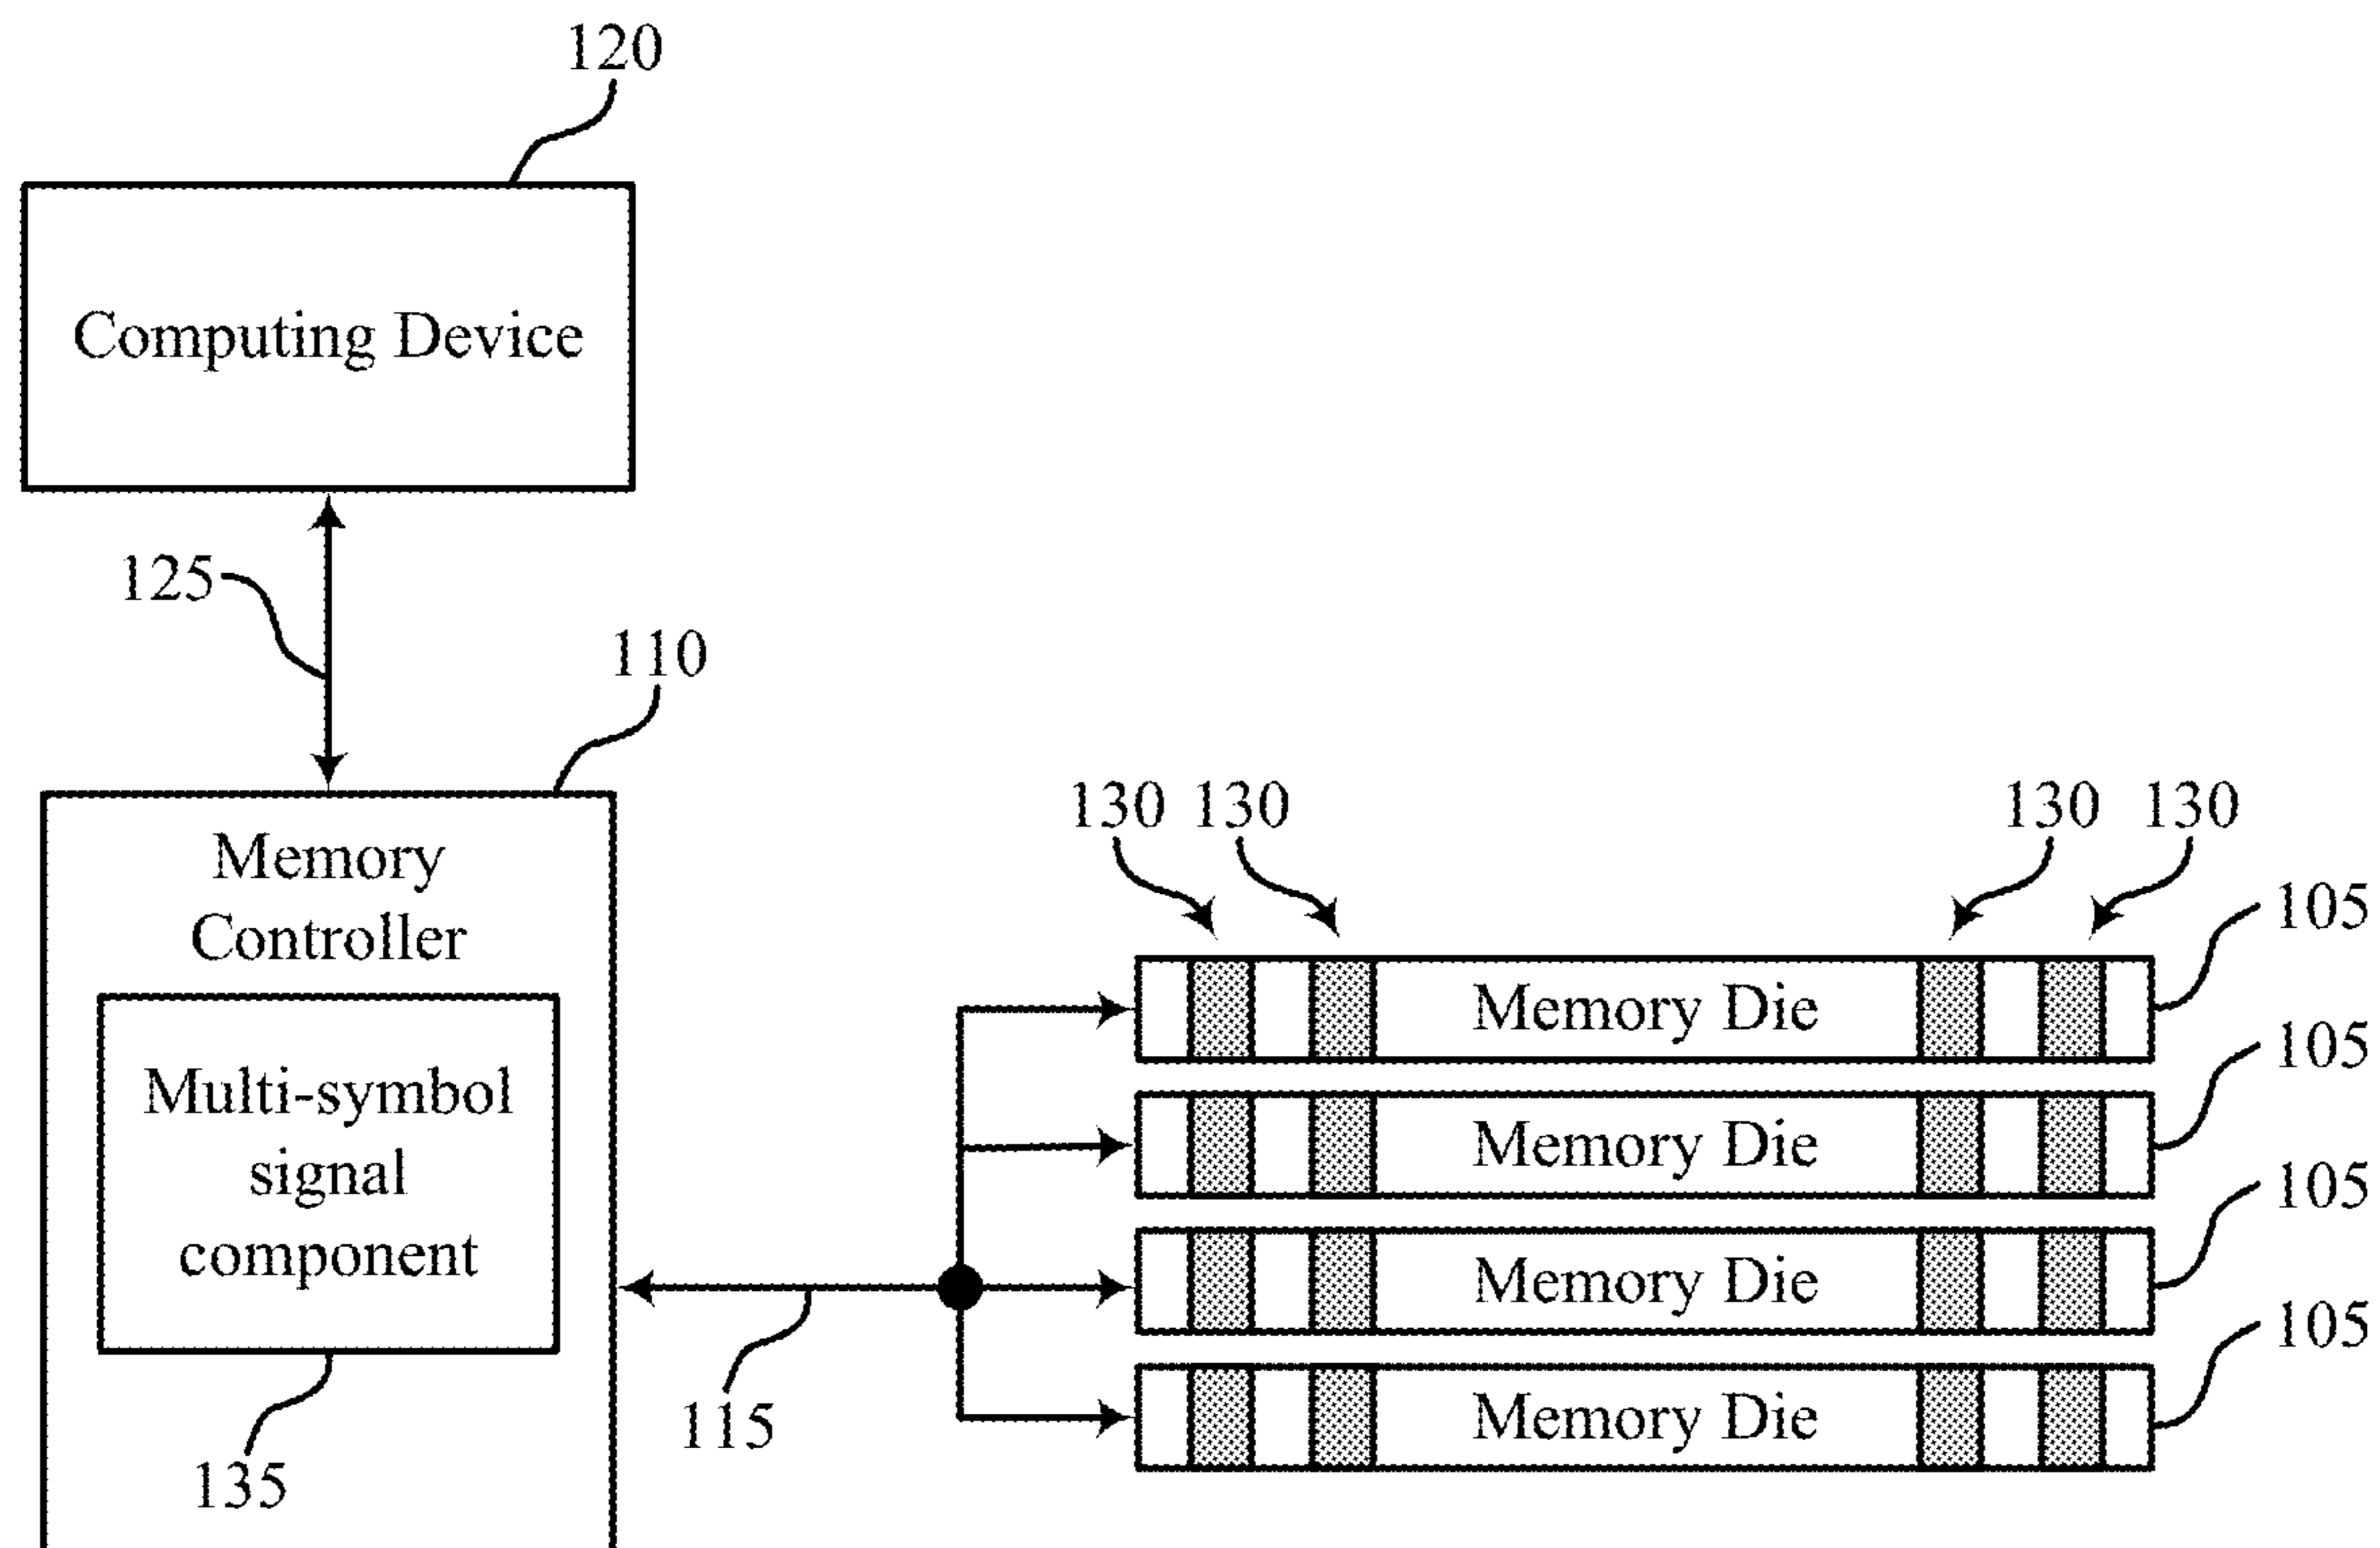 120
Computing Device
125
110
Memory
Controller
Multi-symbol
signal
component
135
115
130 130 130 130
Memory Die 105
Memory Die 105
Memory Die 105
Memory Die 105